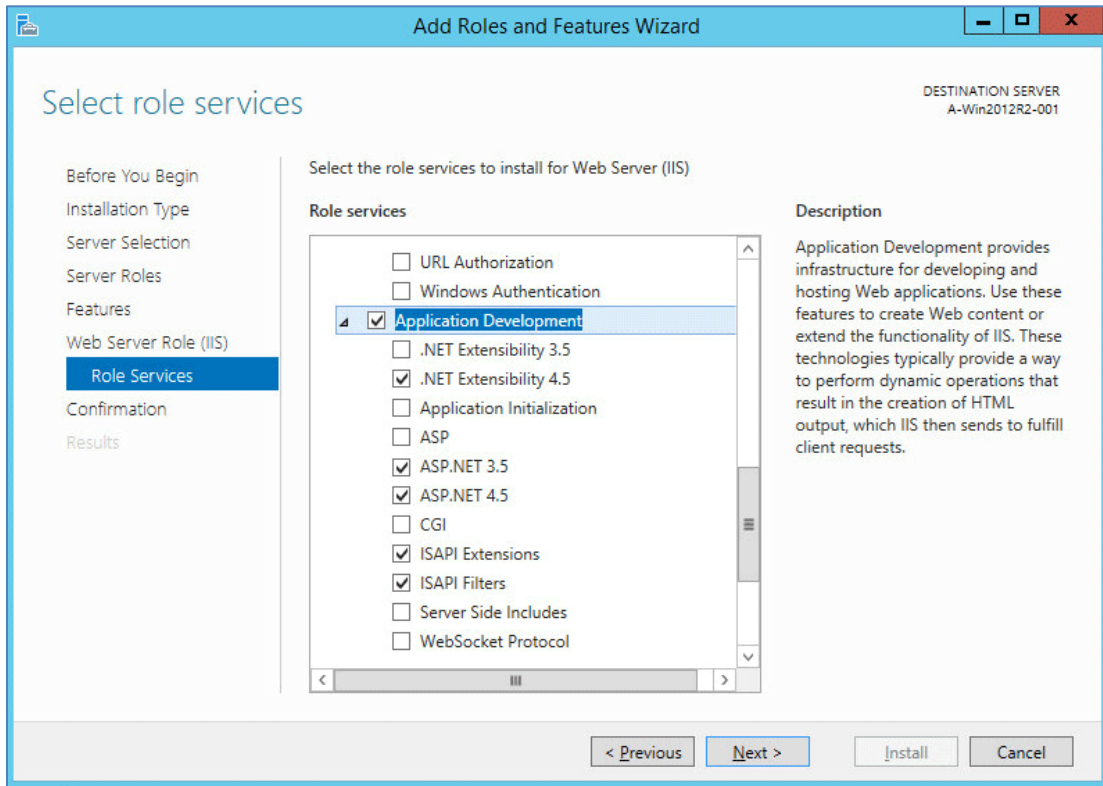 Add Roles and Features Wizard
Select role services
DESTINATION SERVER
A-Win2012R2-001
Before You Begin
Installation Type
Server Selection
Server Roles
Features
Web Server Role (IIS)
Role Services
Confirmation
Results
Select the role services to install for Web Server (IIS)
Role services
URL Authorization
Windows Authentication
Application Development
.NET Extensibility 3.5
.NET Extensibility 4.5
Application Initialization
ASP
ASP.NET 3.5
ASP.NET 4.5
CGI
ISAPI Extensions
ISAPI Filters
Server Side Includes
WebSocket Protocol
Description
Application Development provides
infrastructure for developing and
hosting Web applications. Use these
features to create Web content or
extend the functionality of IIS. These
technologies typically provide a way
to perform dynamic operations that
result in the creation of HTML
output, which IIS then sends to fulfill
client requests.
< Previous
Next >
Install
Cancel